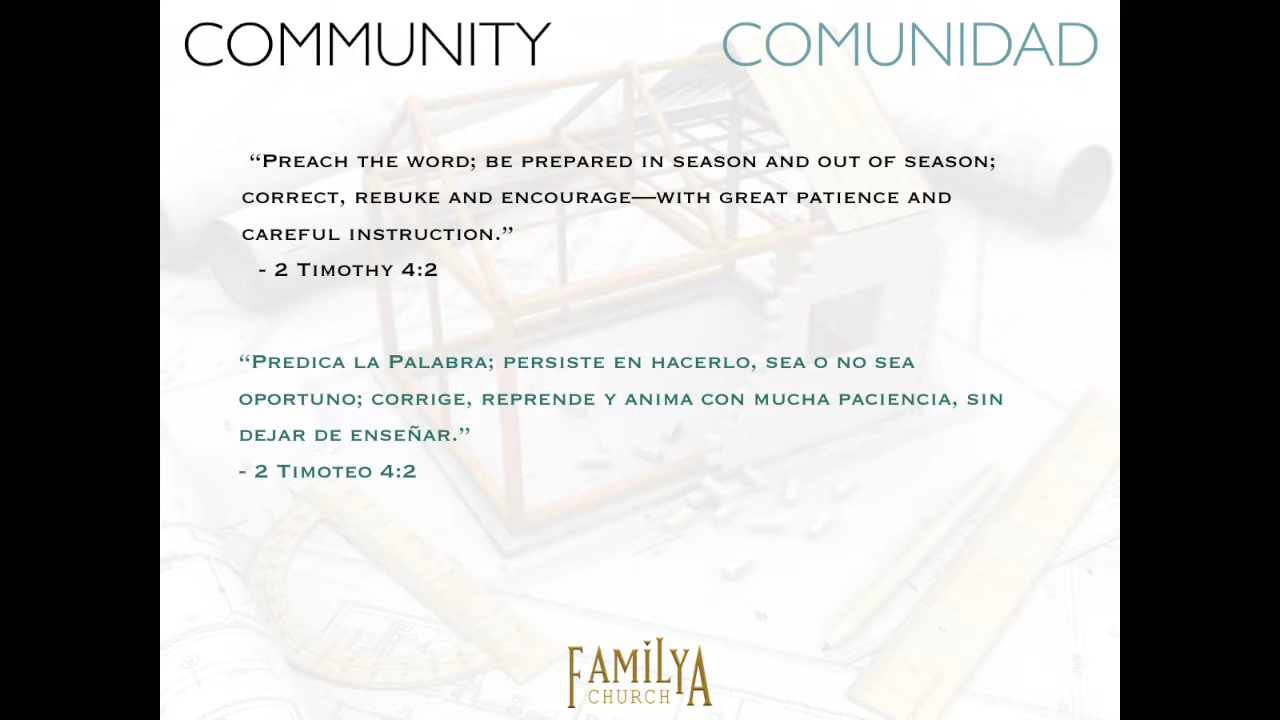 COMMUNITY COMUNIDAD
“Preach the word; be prepared in season and out of season;
correct, rebuke and encourage—with great patience and
careful instruction.”
- 2 Timothy 4:2
“Predica la Palabra; persiste en hacerlo, sea o no sea
oportuno; corrige, reprende y anima con mucha paciencia, sin
dejar de enseñar.”
- 2 Timoteo 4:2
FAMiLYA
CHURCH